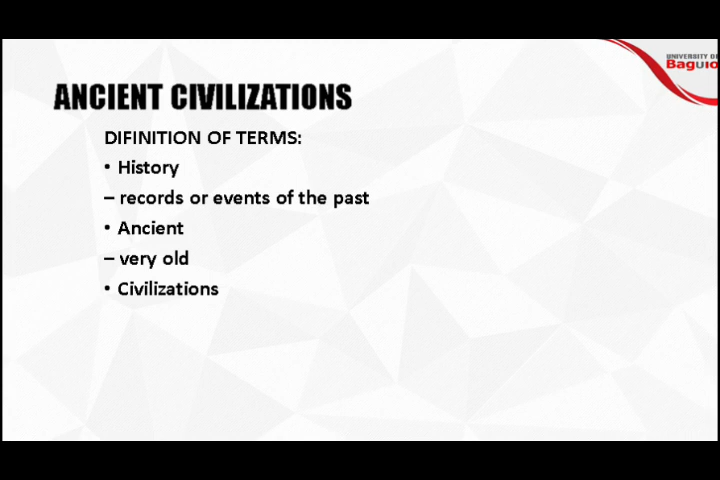 UNIVERSITY OF
Baguio
ANCIENT CIVILIZATIONS
DIFINITION OF TERMS:
• History
– records or events of the past
• Ancient
– very old
• Civilizations